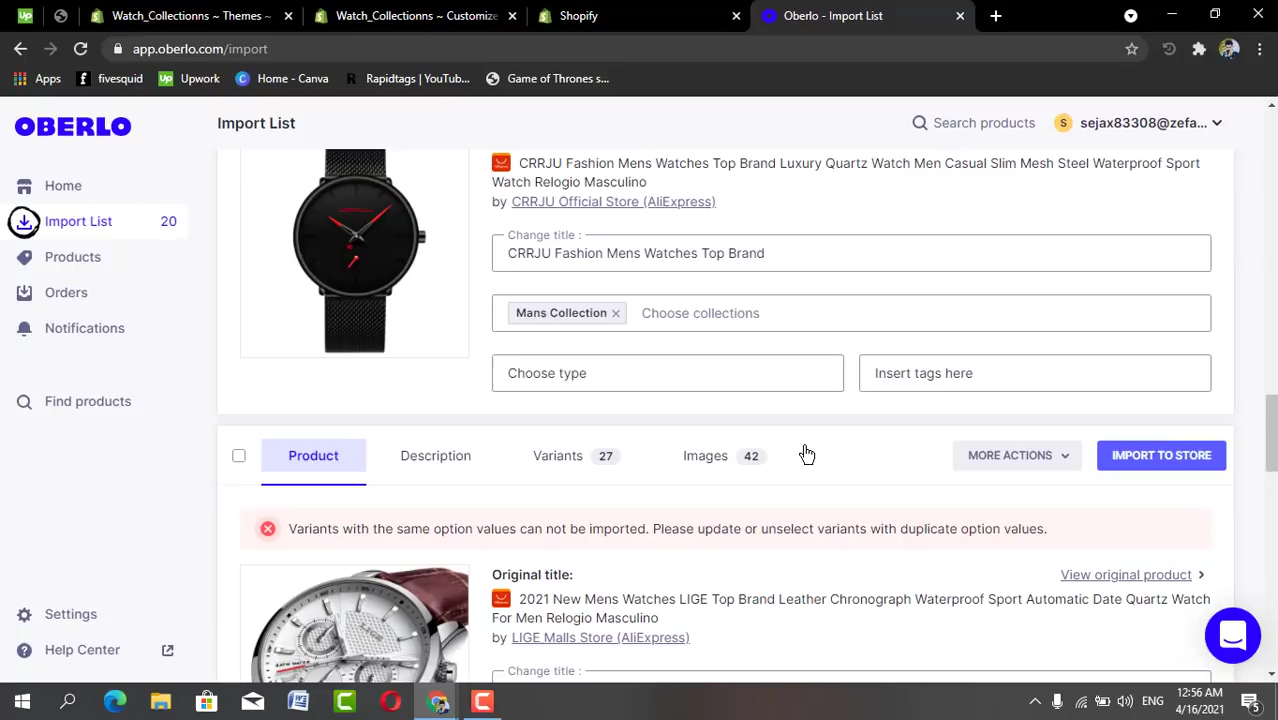 Watch_Collectionns ~ Themes ~
Watch_Collectionns ~ Customize
Shopify
Oberlo - Import List
app.oberlo.com/import
Apps
fivesquid
Upwork
Home - Canva
Rapidtags | YouTub...
Game of Thrones s...
OBERLO
Import List
Search products
S
sejax83308@zefa...
Home
Import List
20
Products
Orders
Notifications
Find products
Settings
Help Center
CRRJU Fashion Mens Watches Top Brand Luxury Quartz Watch Men Casual Slim Mesh Steel Waterproof Sport
Watch Relogio Masculino
by CRRJU Official Store (AliExpress)
Change title :
CRRJU Fashion Mens Watches Top Brand
Mans Collection
Choose collections
Choose type
Insert tags here
Product
Description
Variants 27
Images 42
MORE ACTIONS
IMPORT TO STORE
Variants with the same option values can not be imported. Please update or unselect variants with duplicate option values.
Original title:
View original product
2021 New Mens Watches LIGE Top Brand Leather Chronograph Waterproof Sport Automatic Date Quartz Watch
For Men Relogio Masculino
by LIGE Malls Store (AliExpress)
Change title :
ENG
12:56 AM
4/16/2021
5